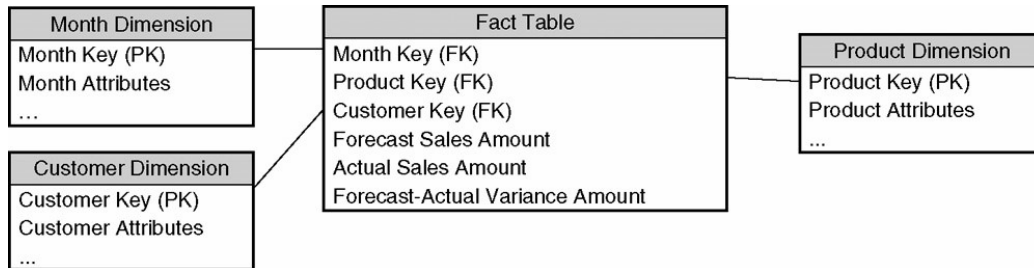 Month Dimension
Month Key (PK)
Month Attributes
...
Customer Dimension
Customer Key (PK)
Customer Attributes
...
Fact Table
Month Key (FK)
Product Key (FK)
Customer Key (FK)
Forecast Sales Amount
Actual Sales Amount
Forecast-Actual Variance Amount
Product Dimension
Product Key (PK)
Product Attributes
...